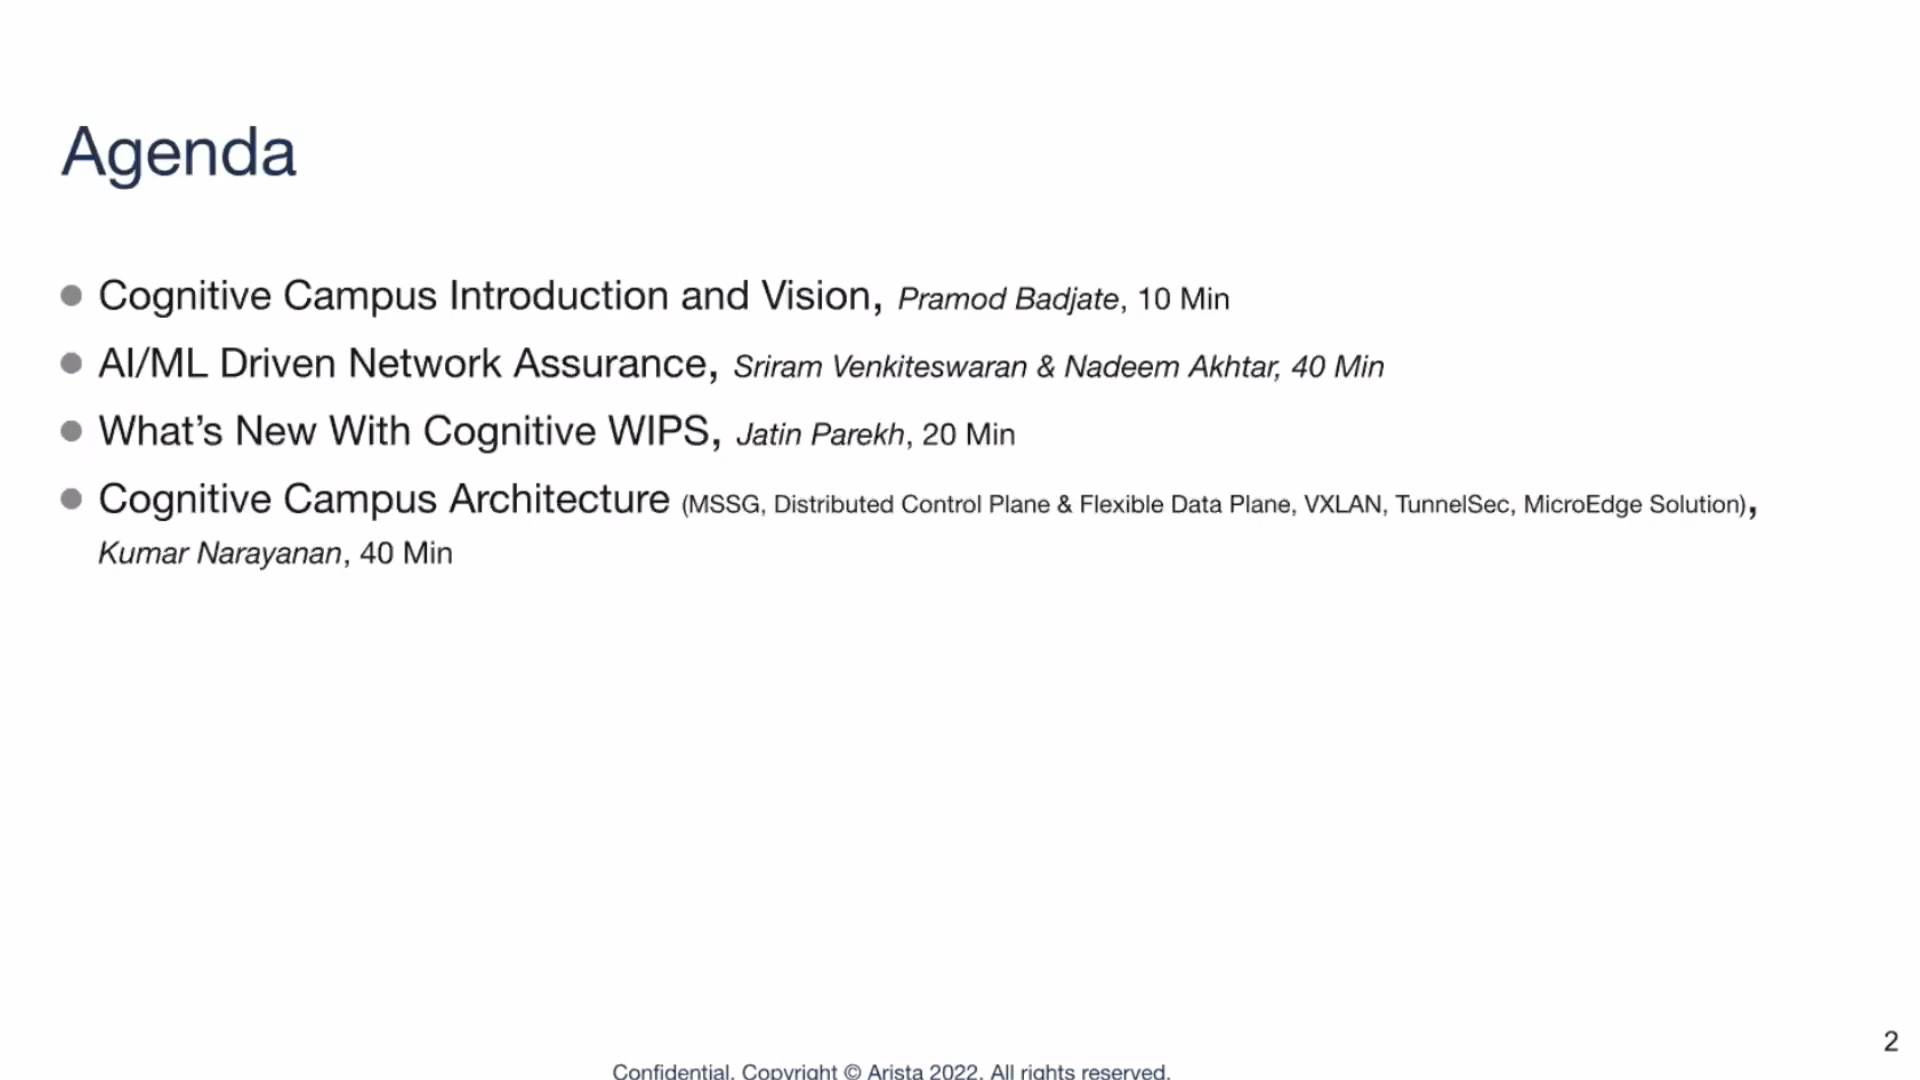 Agenda
● Cognitive Campus Introduction and Vision, Pramod Badjate, 10 Min
● AI/ML Driven Network Assurance, Sriram Venkiteswaran & Nadeem Akhtar, 40 Min
● What’s New With Cognitive WIPS, Jatin Parekh, 20 Min
● Cognitive Campus Architecture (MSSG, Distributed Control Plane & Flexible Data Plane, VXLAN, TunnelSec, MicroEdge Solution),
Kumar Narayanan, 40 Min
2
Confidential. Copyright © Arista 2022. All rights reserved.